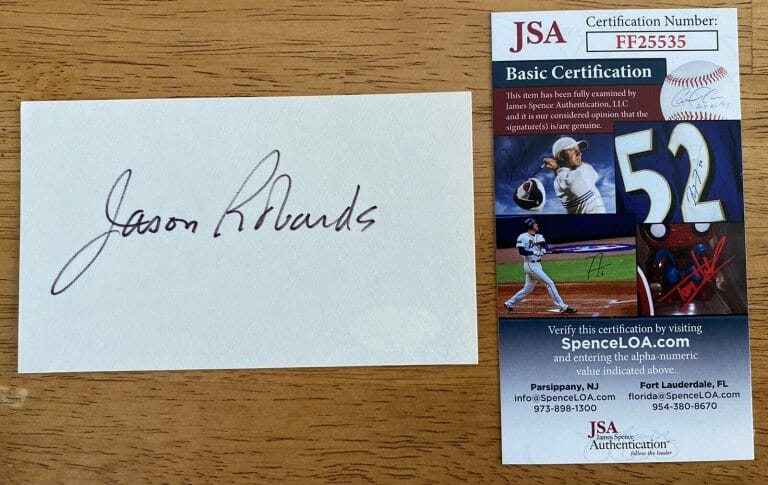 Jason Robards
JSA
Certification Number:
FF25535
Basic Certification
This item has been fully examined by
James Spence Authentication, LLC
and it is our considered opinion that the
signature(s) is/are genuine.
52
Verify this certification by visiting
SpenceLOA.com
and entering the alpha-numeric
value indicated above.
Parsippany, NJ
info@SpenceLOA.com
973-898-1300
Fort Lauderdale, FL
florida@SpenceLOA.com
954-380-8670
JSA
James Spence
Authentication™
follow the leader